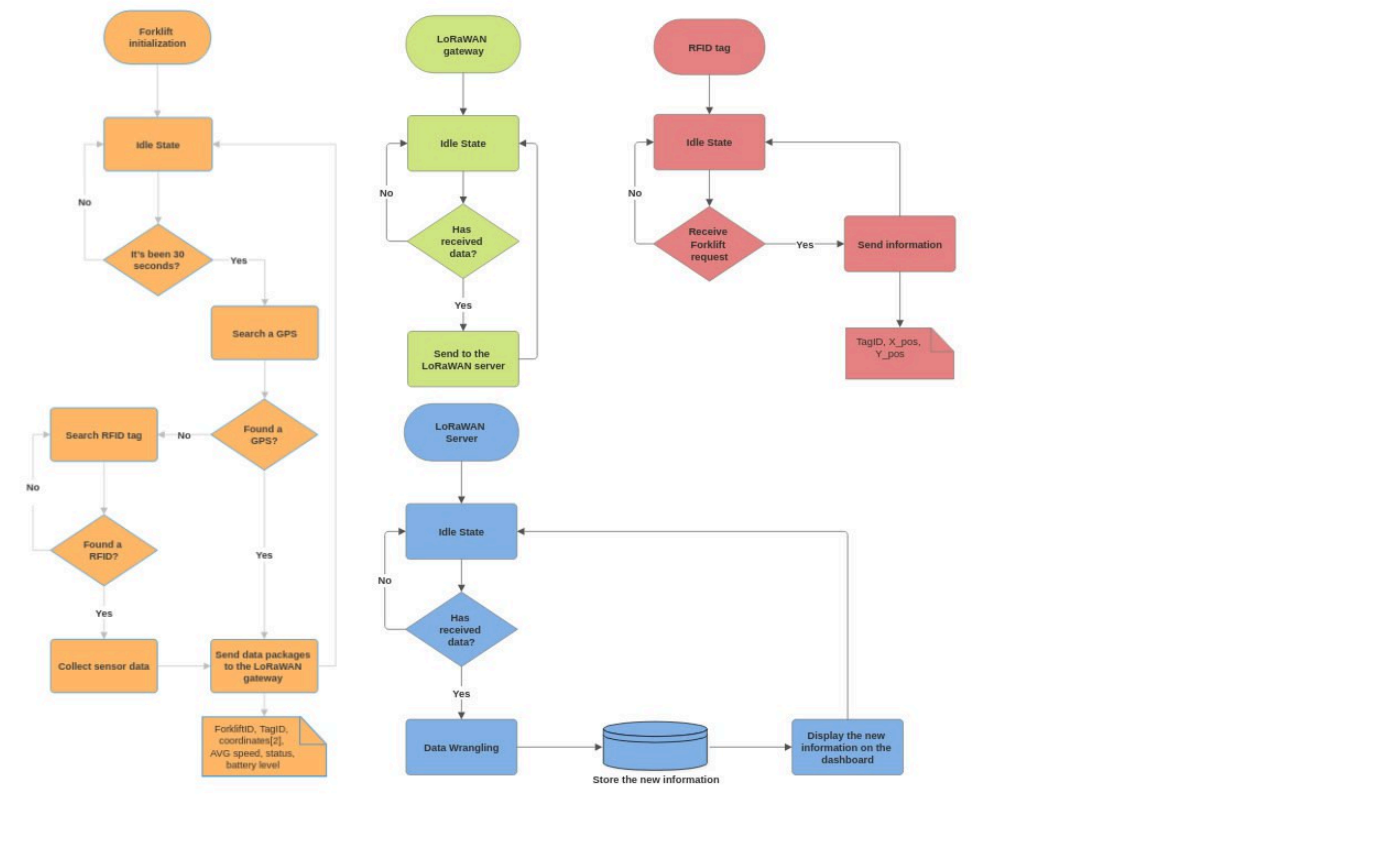 Forklift
initialization
Idle State
No
It's been 30
seconds?
Yes
Search a GPS
Found a
GPS?
No
Search RFID tag
No
Found a
RFID?
Yes
Yes
Collect sensor data
Send data packages
to the LoRaWAN
gateway
ForkliftID, TagID,
coordinates[2],
AVG speed, status,
battery level
LoRaWAN
gateway
Idle State
No
Has
received
data?
Yes
Send to the
LoRaWAN server
RFID tag
Idle State
No
Receive
Forklift
request
Yes
Send information
TagID, X_pos,
Y_pos
LoRaWAN
Server
Idle State
No
Has
received
data?
Yes
Data Wrangling
Store the new information
Display the new
information on the
dashboard